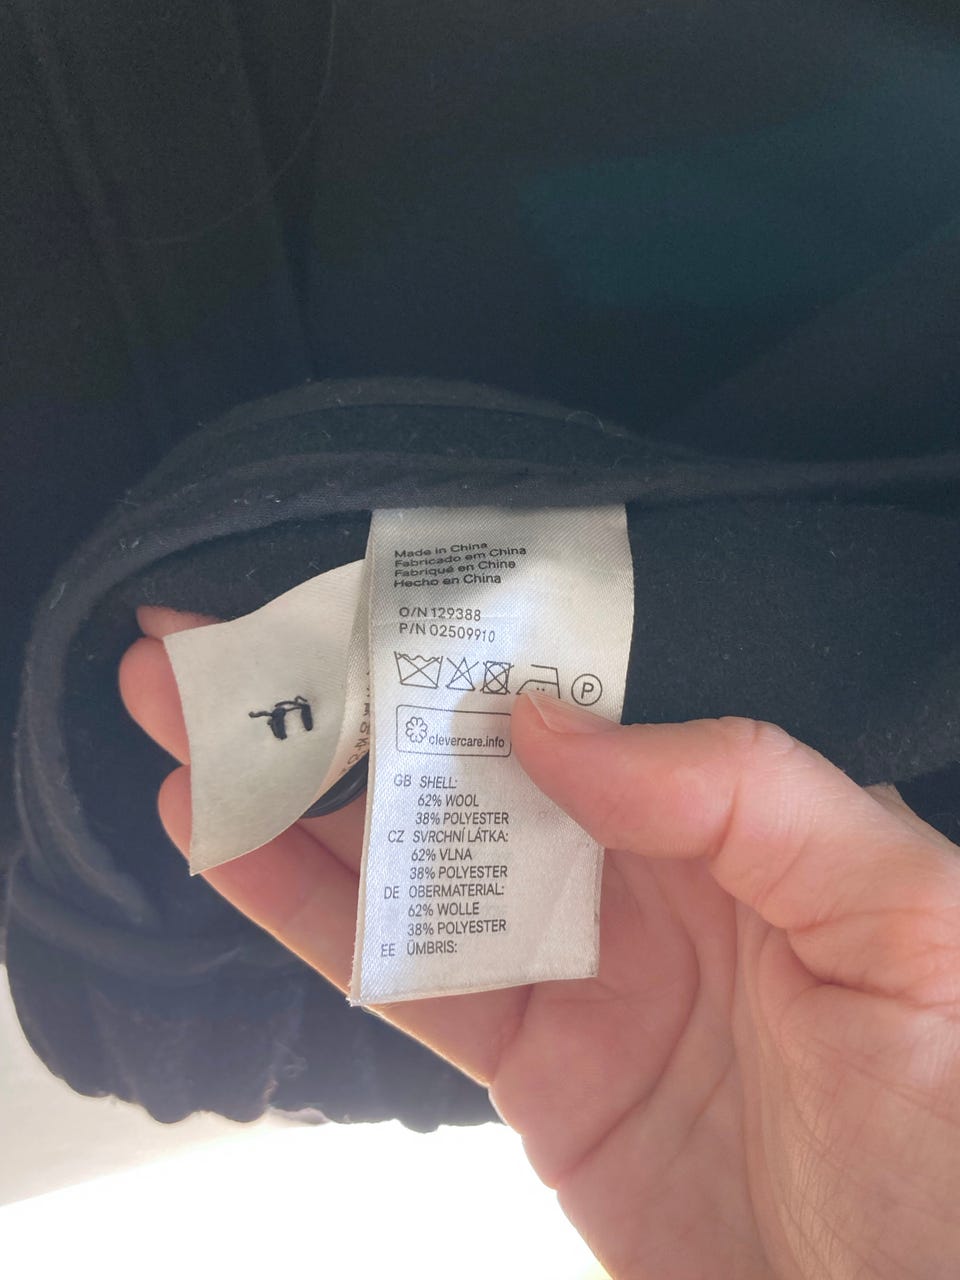 Made in China
Fabricado em China
Fabriqué en Chine
Hecho en China
O/N 129388
P/N 02509910
P
clevercare.info
GB SHELL:
62% WOOL
38% POLYESTER
CZ SVRCHNÍ LÁTKA:
62% VLNA
38% POLYESTER
DE OBERMATERIAL:
62% WOLLE
38% POLYESTER
EE ÜMBRIS: